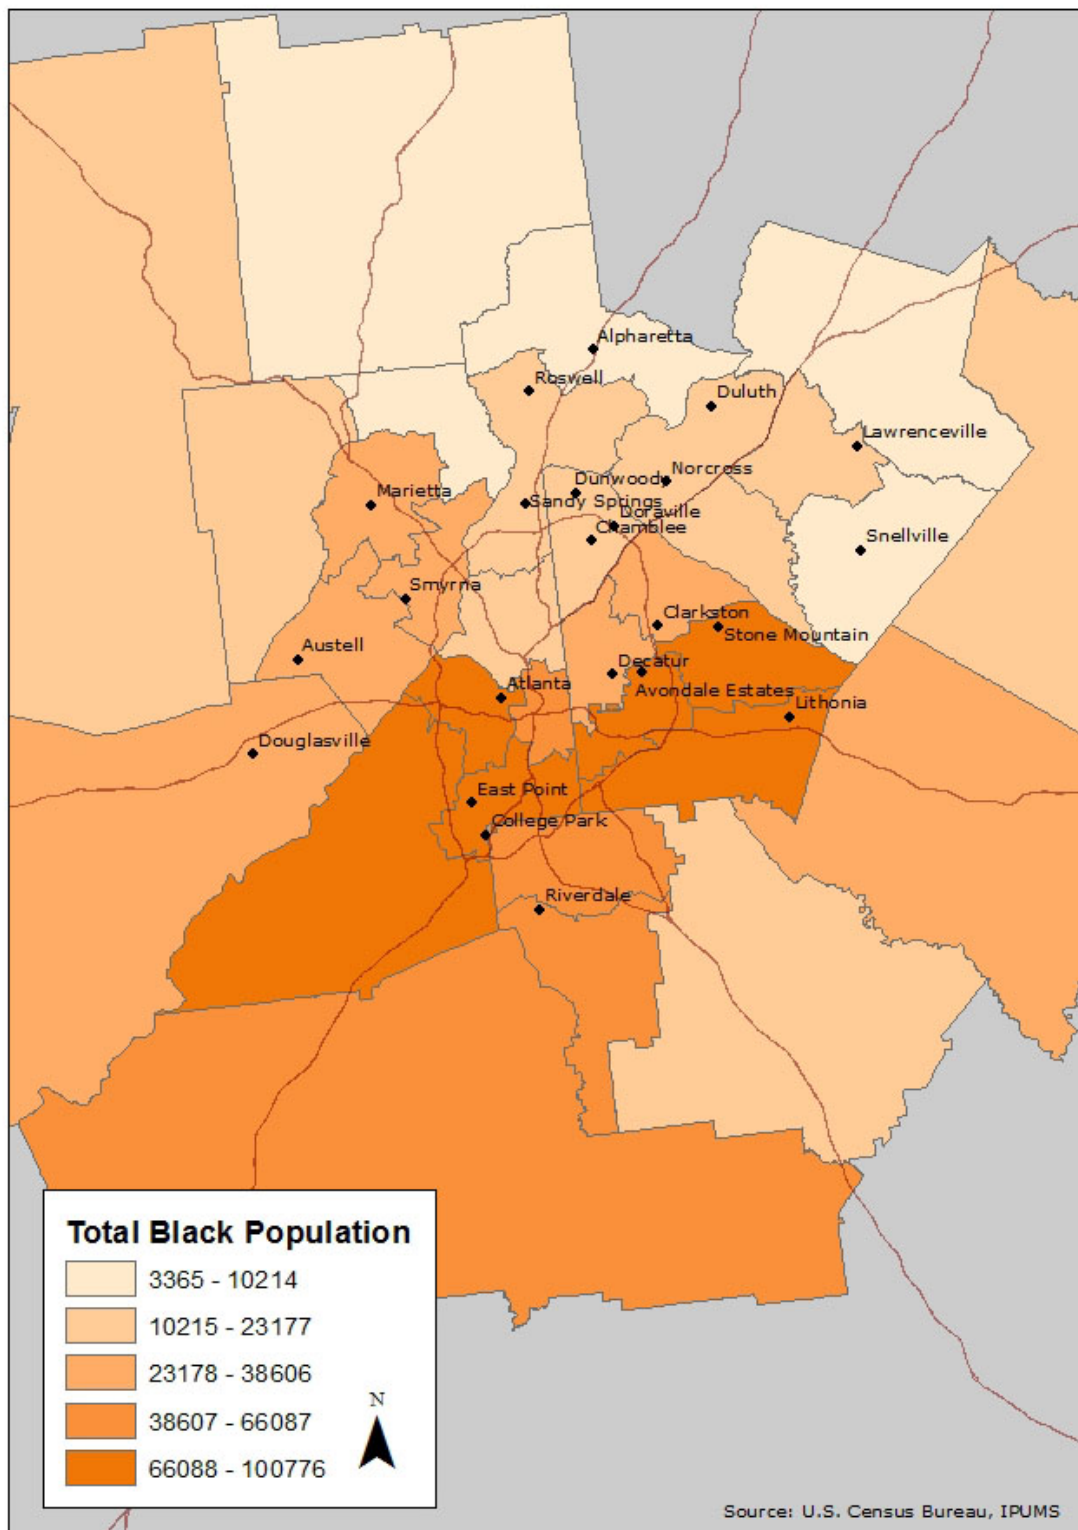 Alpharetta
Roswell
Duluth
Lawrenceville
Norcross
Dunwoody
Marietta
Sandy Springs
Doraville
Chamblee
Snellville
Smyrna
Clarkston
Stone Mountain
Austell
Decatur
Atlanta
Avondale Estates
Lithonia
Douglasville
East Point
College Park
Riverdale
Total Black Population
3365 - 10214
10215 - 23177
23178 - 38606
38607 - 66087
66088 - 100776
N
Source: U.S. Census Bureau, IPUMS